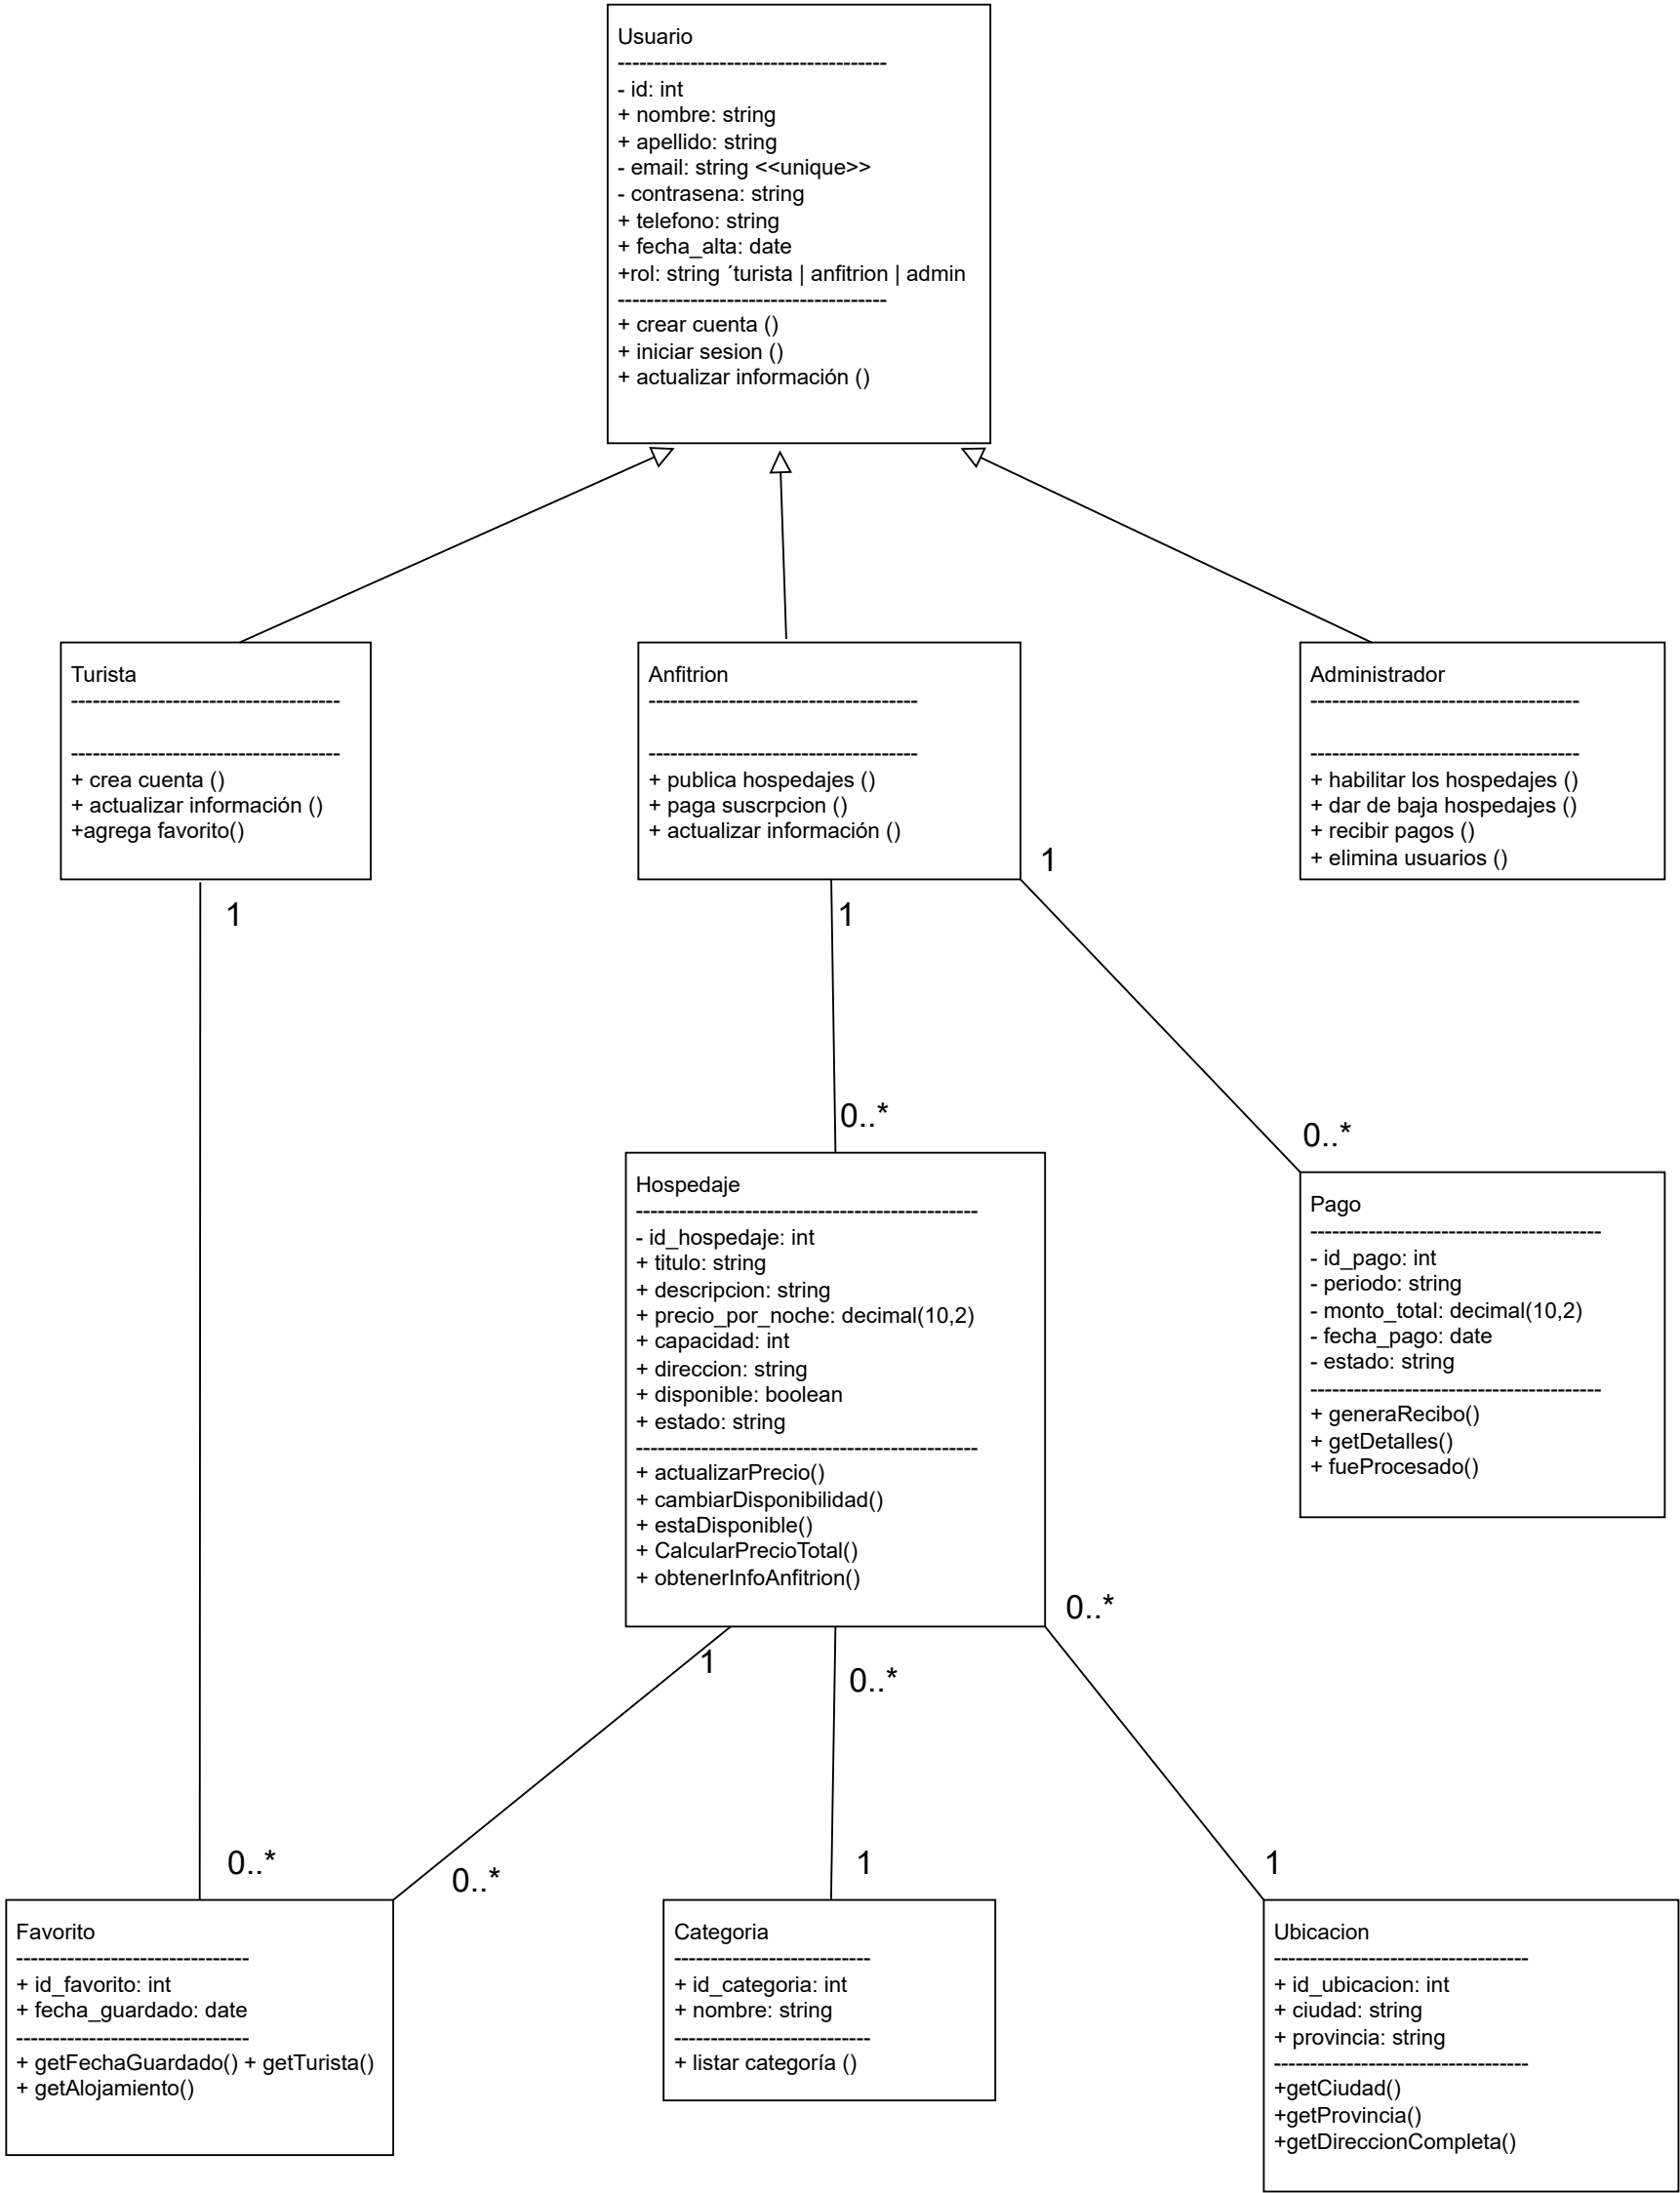 Usuario
-------------------------------------
- id: int
+ nombre: string
+ apellido: string
- email: string <<unique>>
- contrasena: string
+ telefono: string
+ fecha_alta: date
+rol: string ´turista | anfitrion | admin
-------------------------------------
+ crear cuenta ()
+ iniciar sesion ()
+ actualizar información ()
Turista
-------------------------------------
-------------------------------------
+ crea cuenta ()
+ actualizar información ()
+agrega favorito()
1
Anfitrion
-------------------------------------
-------------------------------------
+ publica hospedajes ()
+ paga suscrpcion ()
+ actualizar información ()
1
1
Administrador
-------------------------------------
-------------------------------------
+ habilitar los hospedajes ()
+ dar de baja hospedajes ()
+ recibir pagos ()
+ elimina usuarios ()
0..*
0..*
Hospedaje
-----------------------------------------------
- id_hospedaje: int
+ titulo: string
+ descripcion: string
+ precio_por_noche: decimal(10,2)
+ capacidad: int
+ direccion: string
+ disponible: boolean
+ estado: string
-----------------------------------------------
+ actualizarPrecio()
+ cambiarDisponibilidad()
+ estaDisponible()
+ CalcularPrecioTotal()
+ obtenerInfoAnfitrion()
Pago
----------------------------------------
- id_pago: int
- periodo: string
- monto_total: decimal(10,2)
- fecha_pago: date
- estado: string
----------------------------------------
+ generaRecibo()
+ getDetalles()
+ fueProcesado()
0..*
1
0..*
0..*
0..*
1
1
Favorito
--------------------------------
+ id_favorito: int
+ fecha_guardado: date
--------------------------------
+ getFechaGuardado() + getTurista()
+ getAlojamiento()
Categoria
---------------------------
+ id_categoria: int
+ nombre: string
---------------------------
+ listar categoría ()
Ubicacion
-----------------------------------
+ id_ubicacion: int
+ ciudad: string
+ provincia: string
-----------------------------------
+getCiudad()
+getProvincia()
+getDireccionCompleta()